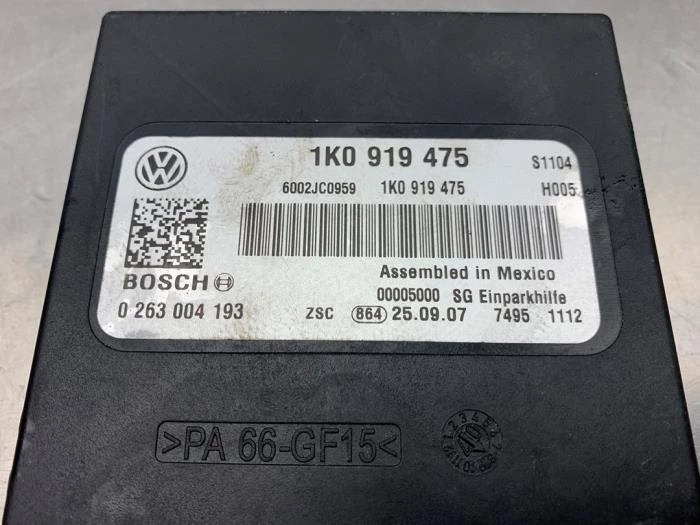 1K0 919 475
S1104
6002JC0959 1K0 919 475
H005
BOSCH
Assembled in Mexico
00005000 SG Einparkhilfe
0 263 004 193
ZSC 864 25.09.07 7495 1112
>PA 66-GF15<